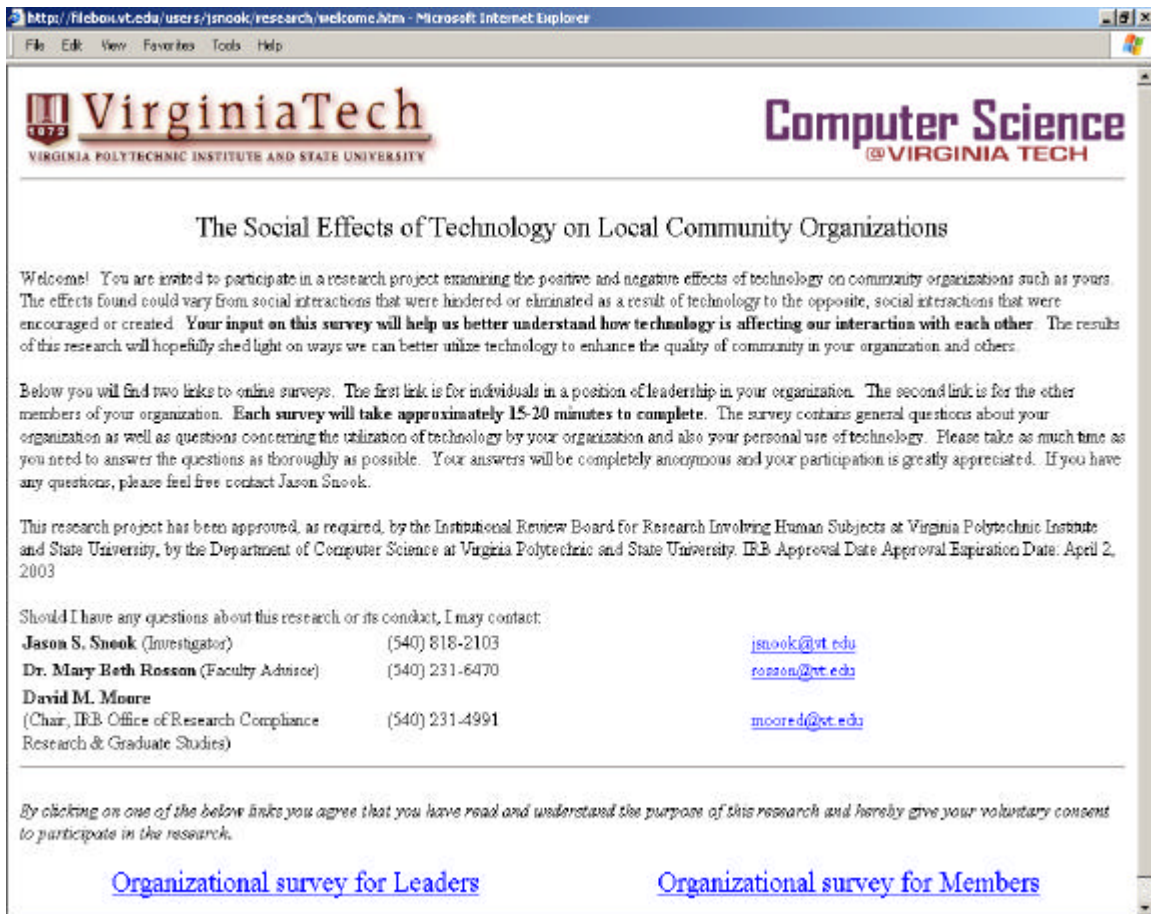 http://filebox.vt.edu/users/jsnook/research/welcome.htm - Microsoft Internet Explorer
File Edit View Favorites Tools Help
1872
VirginiaTech
VIRGINIA POLYTECHNIC INSTITUTE AND STATE UNIVERSITY
Computer Science
@VIRGINIA TECH
The Social Effects of Technology on Local Community Organizations
Welcome! You are invited to participate in a research project examining the positive and negative effects of technology on community organizations such as yours.
The effects found could vary from social interactions that were hindered or eliminated as a result of technology to the opposite, social interactions that were
encouraged or created. Your input on this survey will help us better understand how technology is affecting our interaction with each other. The results
of this research will hopefully shed light on ways we can better utilize technology to enhance the quality of community in your organization and others.
Below you will find two links to online surveys. The first link is for individuals in a position of leadership in your organization. The second link is for the other
members of your organization. Each survey will take approximately 15-20 minutes to complete. The survey contains general questions about your
organization as well as questions concerning the utilization of technology by your organization and also your personal use of technology. Please take as much time as
you need to answer the questions as thoroughly as possible. Your answers will be completely anonymous and your participation is greatly appreciated. If you have
any questions, please feel free contact Jason Snook.
This research project has been approved, as required, by the Institutional Review Board for Research Involving Human Subjects at Virginia Polytechnic Institute
and State University, by the Department of Computer Science at Virginia Polytechnic and State University. IRB Approval Date Approval Expiration Date: April 2,
2003
Should I have any questions about this research or its conduct, I may contact:
Jason S. Snook (Investigator) (540) 818-2103 jsnook@vt.edu
Dr. Mary Beth Rosson (Faculty Advisor) (540) 231-6470 rosson@vt.edu
David M. Moore
(Chair, IRB Office of Research Compliance (540) 231-4991 moored@vt.edu
Research & Graduate Studies)
By clicking on one of the below links you agree that you have read and understand the purpose of this research and hereby give your voluntary consent
to participate in the research.
Organizational survey for Leaders Organizational survey for Members